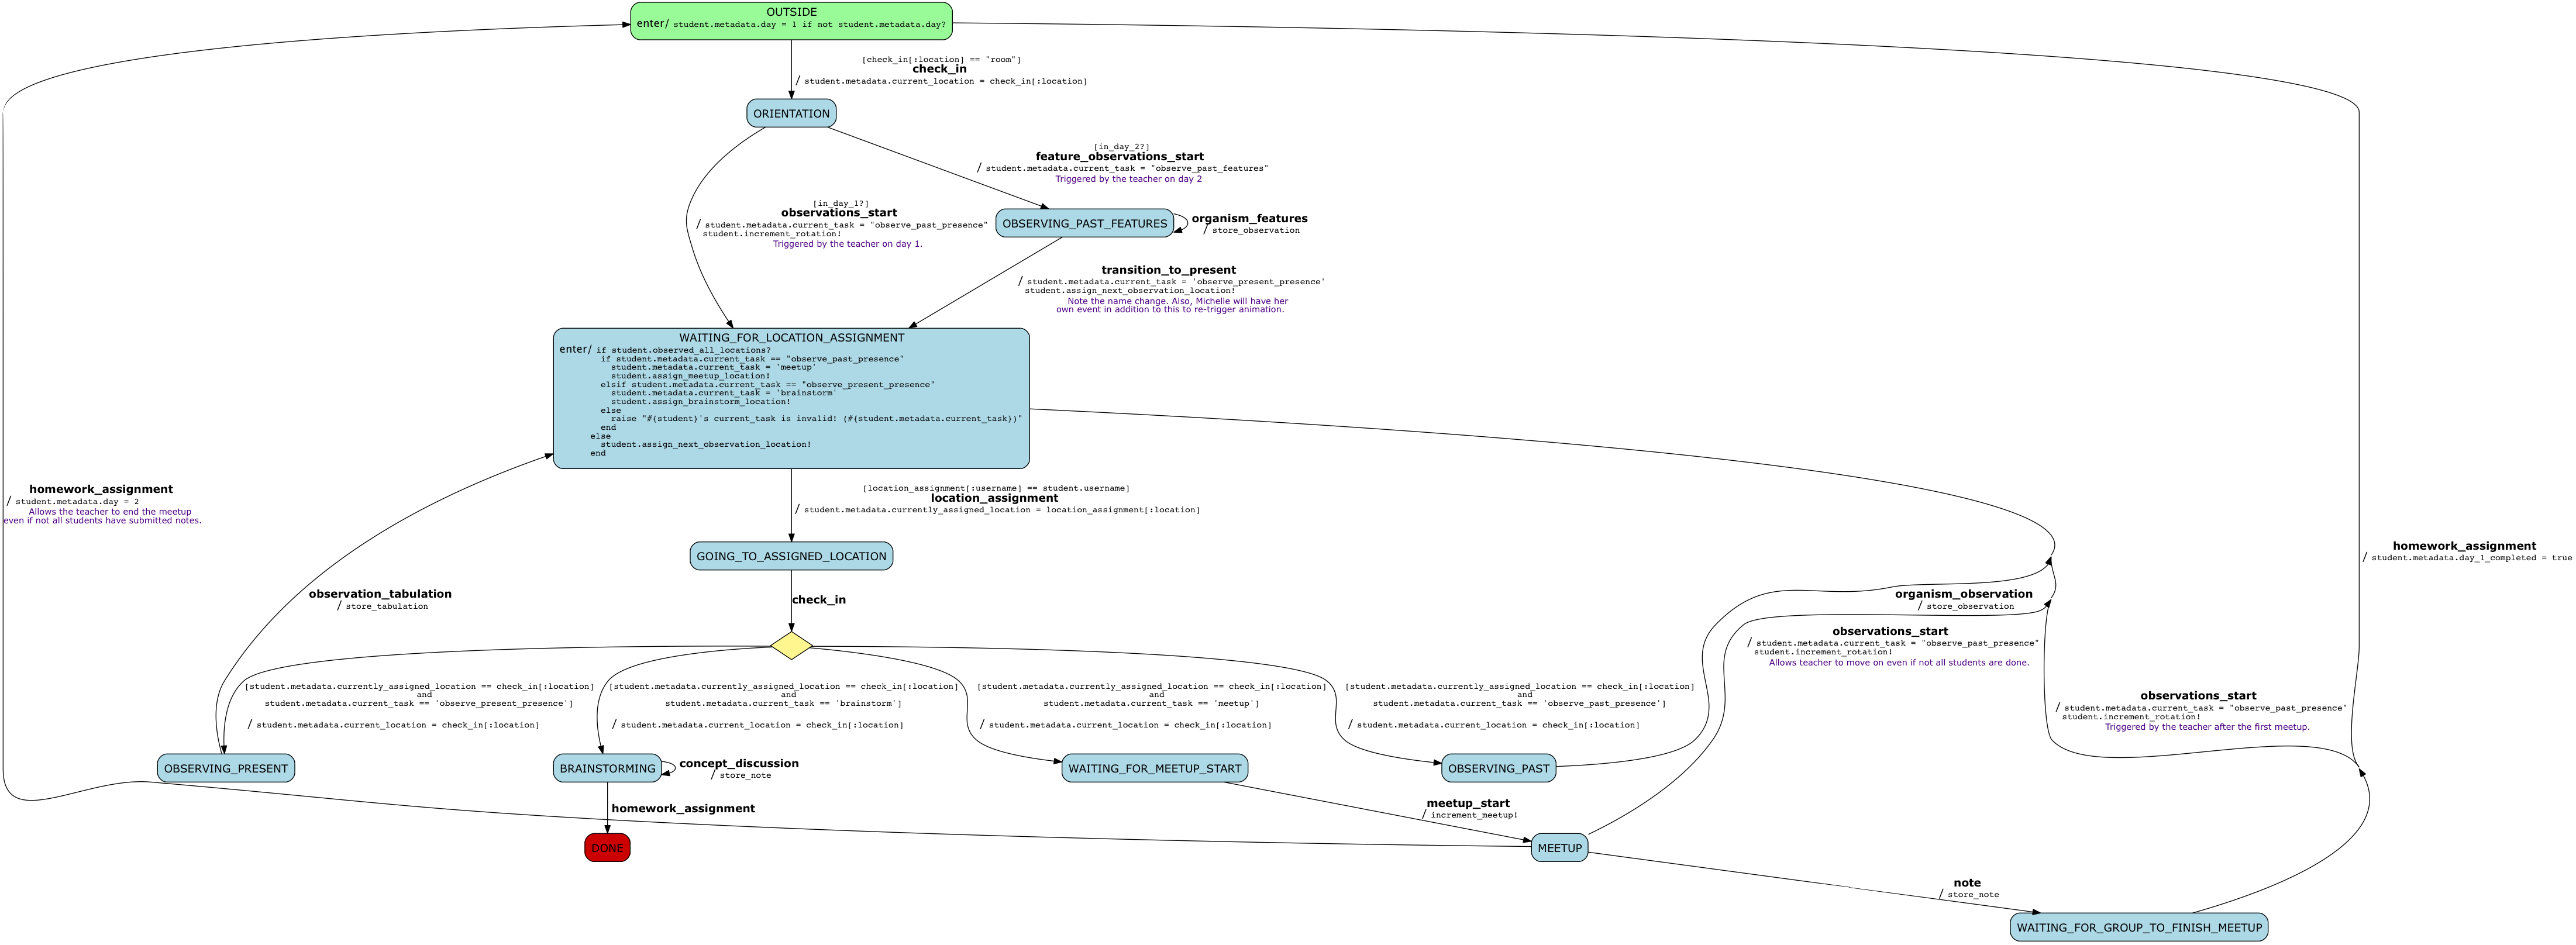 OUTSIDE
enter/ student.metadata.day = 1 if not student.metadata.day?
[check_in[:location] == "room"]
check_in
/ student.metadata.current_location = check_in[:location]
ORIENTATION
[in_day_2?]
feature_observations_start
/ student.metadata.current_task = "observe_past_features"
Triggered by the teacher on day 2
[in_day_1?]
observations_start
/ student.metadata.current_task = "observe_past_presence"
student.increment_rotation!
Triggered by the teacher on day 1.
OBSERVING_PAST_FEATURES
organism_features
/ store_observation
transition_to_present
/ student.metadata.current_task = 'observe_present_presence'
student.assign_next_observation_location!
Note the name change. Also, Michelle will have her
own event in addition to this to re-trigger animation.
WAITING_FOR_LOCATION_ASSIGNMENT
enter/ if student.observed_all_locations?
if student.metadata.current_task == "observe_past_presence"
student.metadata.current_task = 'meetup'
student.assign_meetup_location!
elsif student.metadata.current_task == "observe_present_presence"
student.metadata.current_task = 'brainstorm'
student.assign_brainstorm_location!
else
raise "#{student}'s current_task is invalid! (#{student.metadata.current_task})"
end
else
student.assign_next_observation_location!
end
homework_assignment
/ student.metadata.day = 2
Allows the teacher to end the meetup
even if not all students have submitted notes.
[location_assignment[:username] == student.username]
location_assignment
/ student.metadata.currently_assigned_location = location_assignment[:location]
GOING_TO_ASSIGNED_LOCATION
homework_assignment
/ student.metadata.day_1_completed = true
observation_tabulation
/ store_tabulation
check_in
organism_observation
/ store_observation
observations_start
/ student.metadata.current_task = "observe_past_presence"
student.increment_rotation!
Allows teacher to move on even if not all students are done.
[student.metadata.currently_assigned_location == check_in[:location]
and
student.metadata.current_task == 'observe_present_presence']
/ student.metadata.current_location = check_in[:location]
[student.metadata.currently_assigned_location == check_in[:location]
and
student.metadata.current_task == 'brainstorm']
/ student.metadata.current_location = check_in[:location]
[student.metadata.currently_assigned_location == check_in[:location]
and
student.metadata.current_task == 'meetup']
/ student.metadata.current_location = check_in[:location]
[student.metadata.currently_assigned_location == check_in[:location]
and
student.metadata.current_task == 'observe_past_presence']
/ student.metadata.current_location = check_in[:location]
observations_start
/ student.metadata.current_task = "observe_past_presence"
student.increment_rotation!
Triggered by the teacher after the first meetup.
OBSERVING_PRESENT
BRAINSTORMING
concept_discussion
/ store_note
WAITING_FOR_MEETUP_START
OBSERVING_PAST
homework_assignment
meetup_start
/ increment_meetup!
DONE
MEETUP
note
/ store_note
WAITING_FOR_GROUP_TO_FINISH_MEETUP